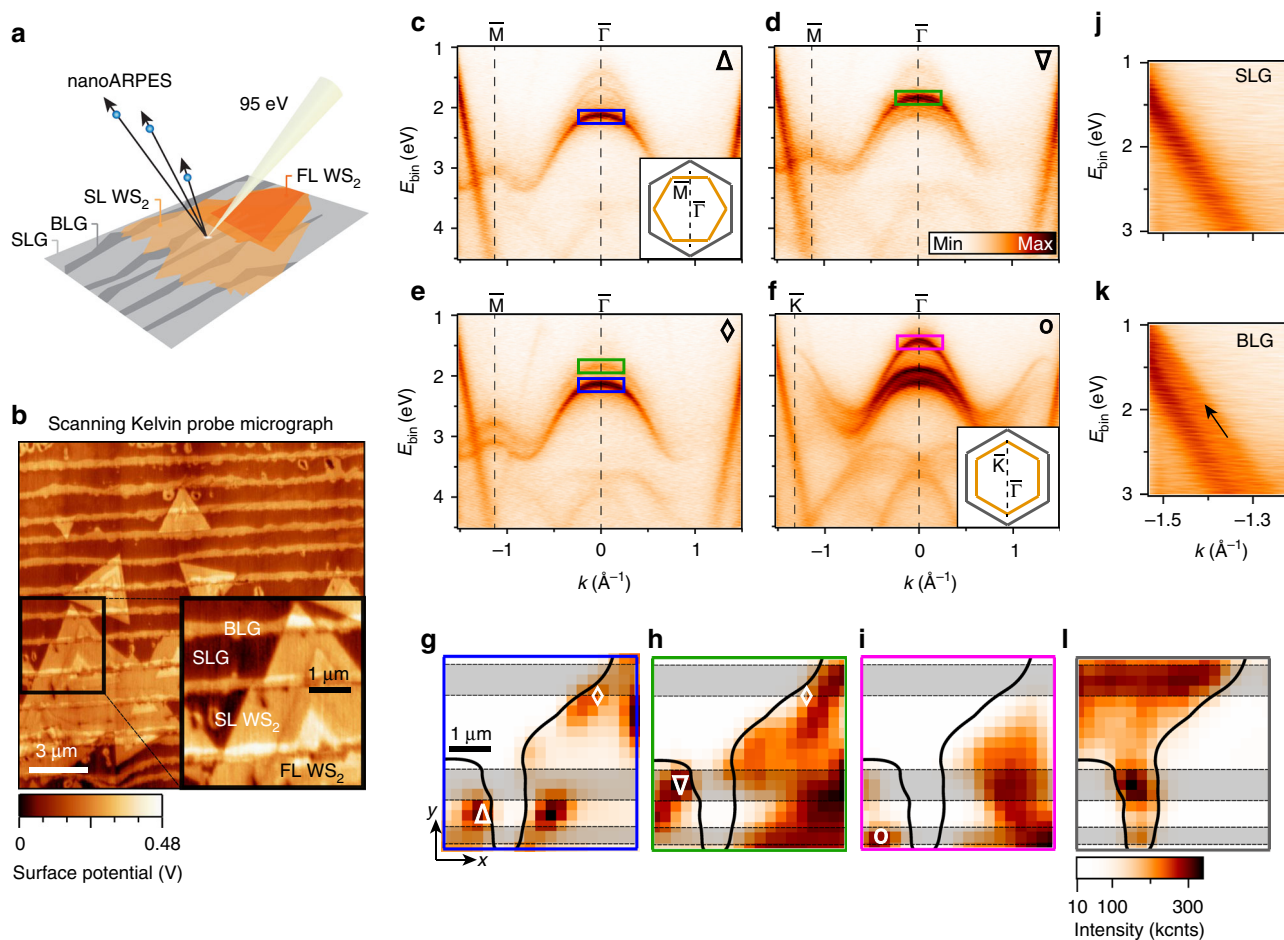 a
nanoARPES
95 eV
FL WS2
SL WS2
BLG
SLG
b
Scanning Kelvin probe micrograph
BLG
SLG
1 μm
SL WS2
3 μm
FL WS2
0
0.48
Surface potential (V)
c
M̅
Γ̅
Δ
1
2
3
4
Ebin (eV)
M̅
Γ̅
d
M̅
Γ̅
∇
Min
Max
e
M̅
Γ̅
◊
1
2
3
4
Ebin (eV)
−1
0
1
k (Å−1)
f
K̅
Γ̅
o
K̅
Γ̅
−1
0
1
k (Å−1)
j
SLG
1
2
3
Ebin (eV)
k
BLG
1
2
3
Ebin (eV)
−1.5
−1.3
k (Å−1)
g
◊
1 μm
Δ
y
x
h
◊
∇
i
o
l
10
100
300
Intensity (kcnts)